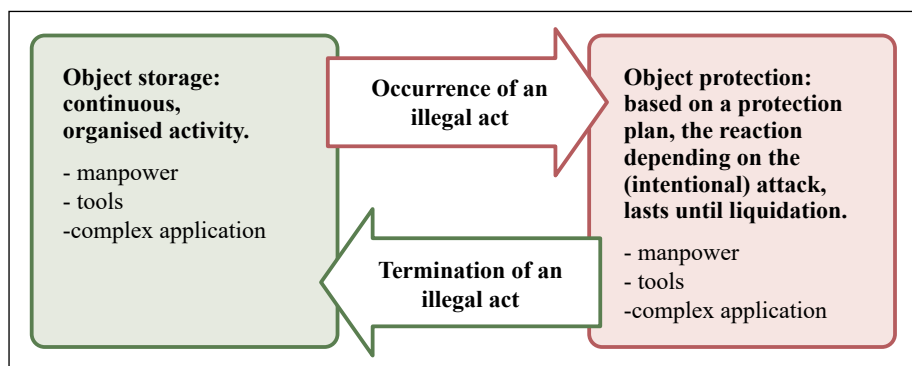 Object storage:
continuous,
organised activity.
- manpower
- tools
-complex application
Occurrence of an
illegal act
Termination of an
illegal act
Object protection:
based on a protection
plan, the reaction
depending on the
(intentional) attack,
lasts until liquidation.
- manpower
- tools
-complex application